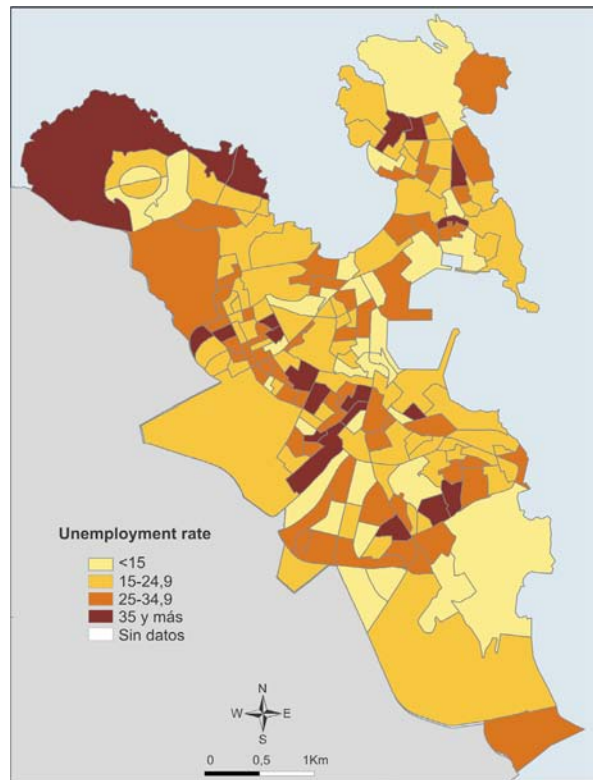 Unemployment rate
<15
15-24,9
25-34,9
35 y más
Sin datos
N
W E
S
0 0,5 1Km